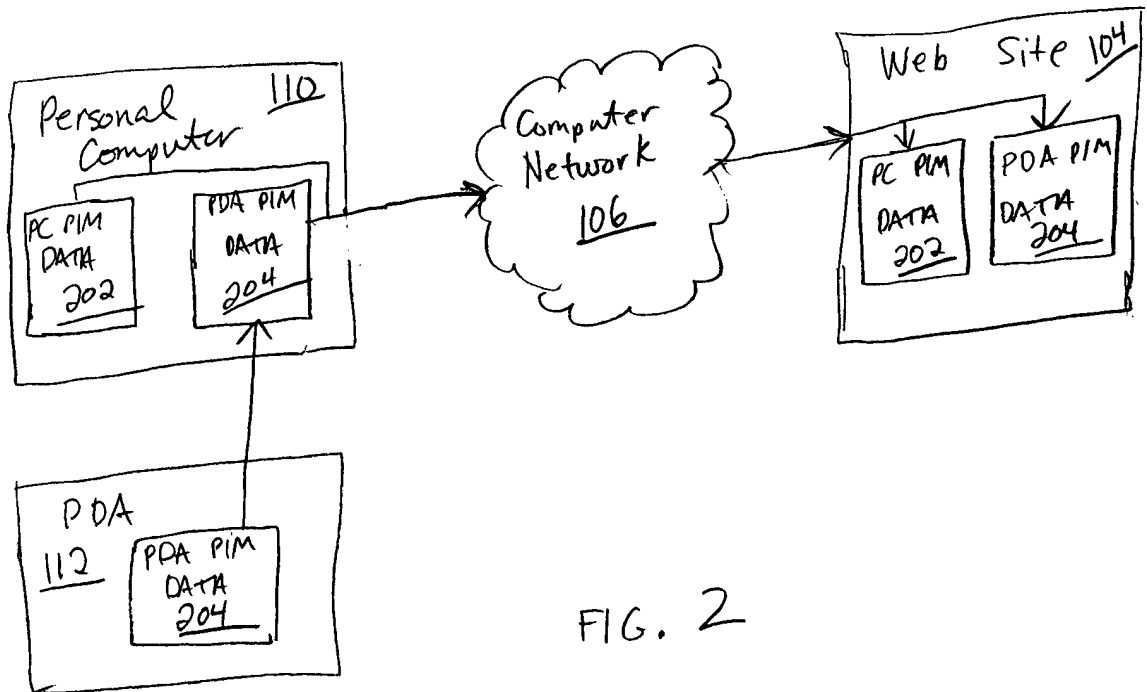 Personal
Computer
110
PC PIM
DATA
202
PDA PIM
DATA
204
Computer
Network
106
Web Site 104
PC PIM
DATA
202
PDA PIM
DATA
204
PDA
112
PDA PIM
DATA
204
FIG. 2